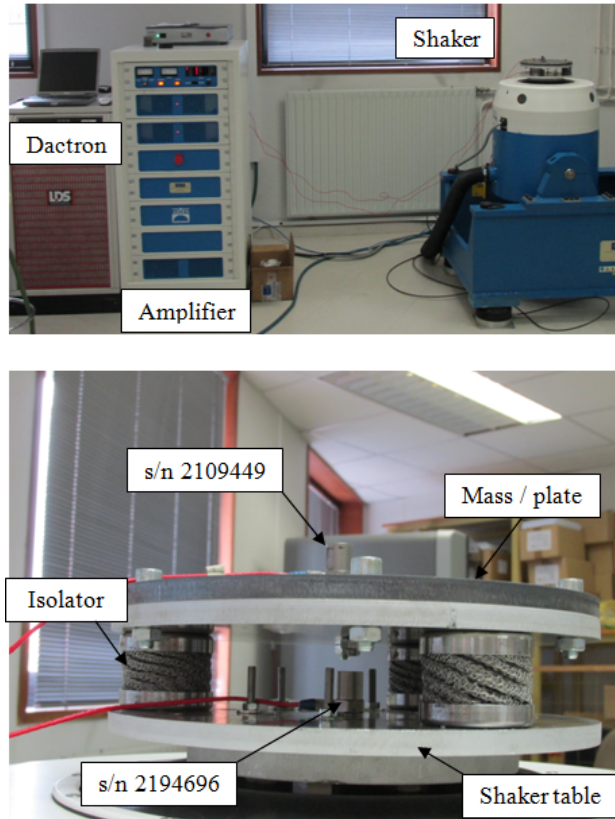 Shaker
Dactron
LDS
Amplifier
s/n 2109449
Mass / plate
Isolator
s/n 2194696
Shaker table